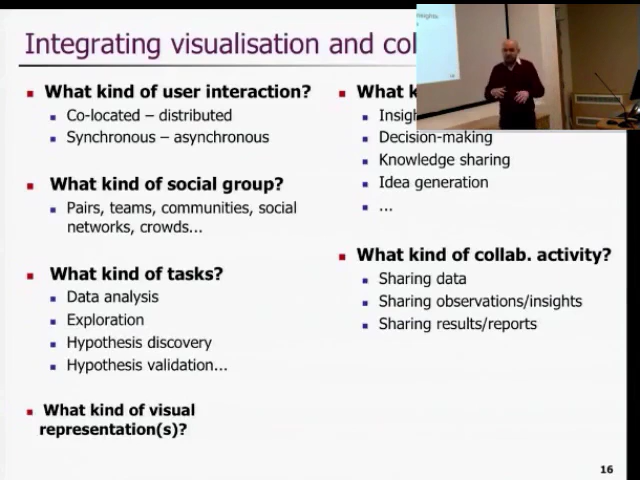 Integrating visualisation and
What kind of user interaction?
Co-located – distributed
Synchronous – asynchronous
What kind of social group?
Pairs, teams, communities, social
networks, crowds...
What kind of tasks?
Data analysis
Exploration
Hypothesis discovery
Hypothesis validation...
What kind of visual
representation(s)?
What
Decision-making
Knowledge sharing
Idea generation
...
What kind of collab. activity?
Sharing data
Sharing observations/insights
Sharing results/reports
16